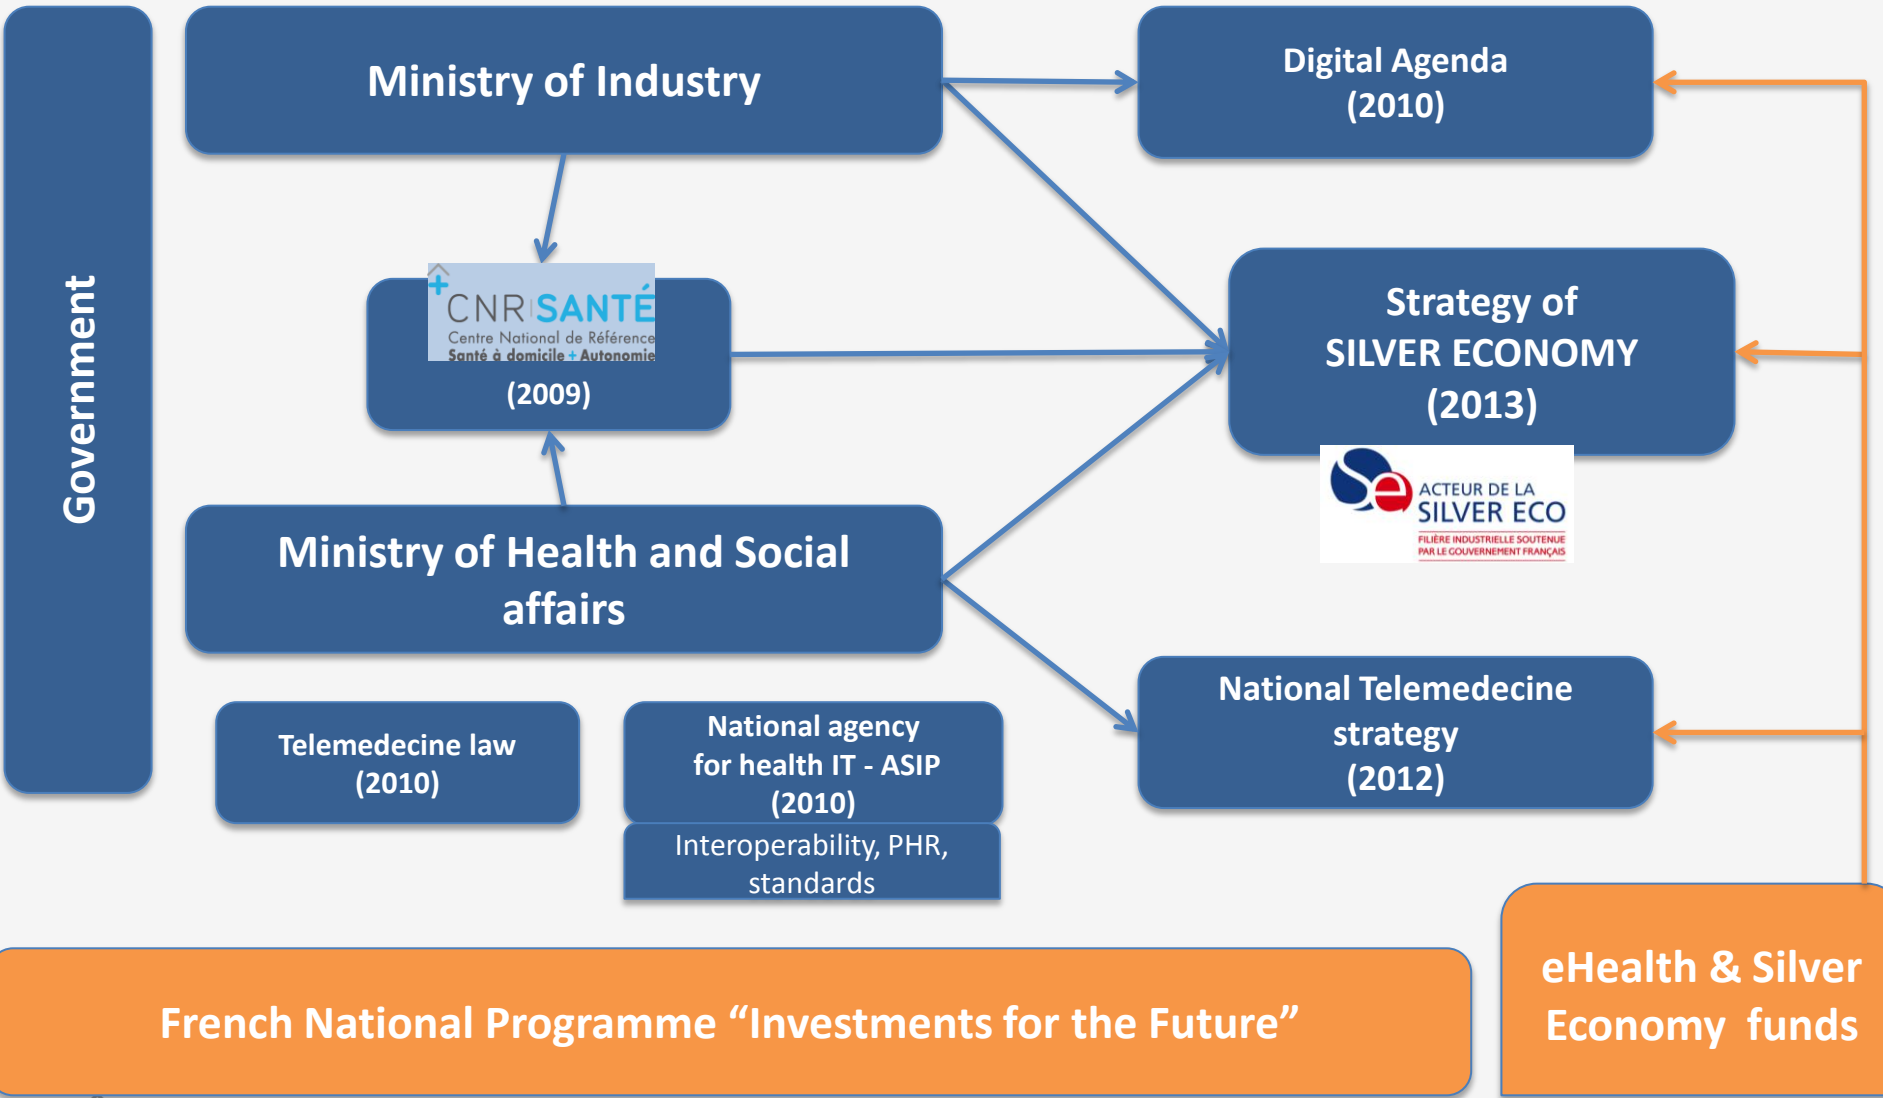 Government
Ministry of Industry
Digital Agenda
(2010)
CNR SANTÉ
Centre National de Référence
Santé à domicile + Autonomie
(2009)
Strategy of
SILVER ECONOMY
(2013)
Se
ACTEUR DE LA
SILVER ECO
FILIÈRE INDUSTRIELLE SOUTENUE
PAR LE GOUVERNEMENT FRANÇAIS
Ministry of Health and Social
affairs
National Telemedecine
strategy
(2012)
Telemedecine law
(2010)
National agency
for health IT - ASIP
(2010)
Interoperability, PHR,
standards
French National Programme “Investments for the Future”
eHealth & Silver
Economy funds